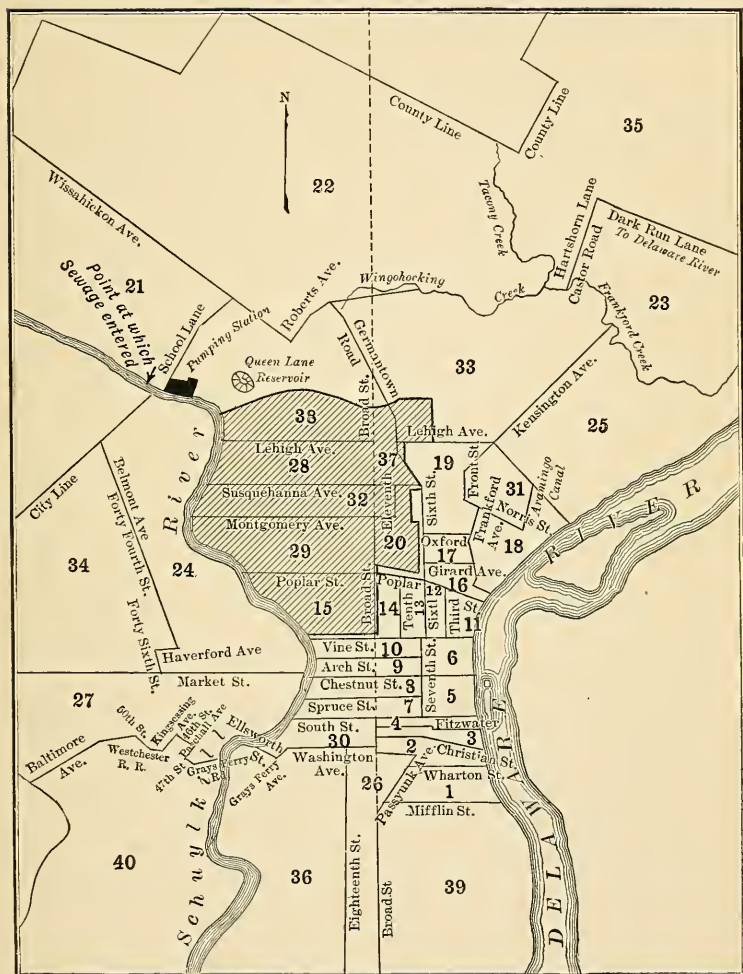 N
County Line
County Line
35
22
Wissahickon Ave.
Tacony Creek
Hartshorn Lane
Castor Road
Dark Run Lane
To Delaware River
21
Point at which
Sewage entered
School Lane
Pumping Station
Roberts Ave.
Wingohocking
Creek
Frankford Creek
23
Queen Lane
Reservoir
Germantown
Road
Broad St.
33
Kensington Ave.
25
38
Lehigh Ave.
Lehigh Ave.
28
37
19
Sixth St.
Front St.
31
Aramingo
Canal
Susquehanna Ave.
32
Eleventh
Frankford
Ave.
Norris St.
Montgomery Ave.
29
20
Oxford
17
18
Girard Ave.
16
Poplar St.
15
Broad St.
Poplar
14
Tenth
13
12
Sixth
Third St.
11
River
RIVER
City Line
Belmont Ave
Forty Fourth St.
34
24
Forty Sixth St.
Haverford Ave
Market St.
Vine St.
10
Arch St.
9
Chestnut St.
8
Spruce St.
7
Seventh St.
6
5
27
50th St.
Kingsessing
Ave.
46th St.
Paschall Ave
Ellsworth
South St.
4
Fitzwater
3
Baltimore
Ave.
Westchester
R. R.
47th St.
Grays Ferry St.
Grays Ferry
Ave.
30
Washington
Ave.
2
Christian St.
26
Passyunk Ave.
Wharton St.
1
Mifflin St.
Schuylkill
40
36
Eighteenth St.
Broad.St
39
DELAWARE